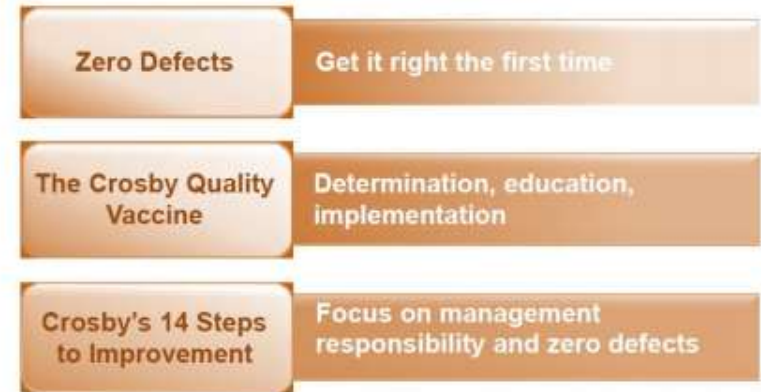 Zero Defects
Get it right the first time
The Crosby Quality
Vaccine
Determination, education,
implementation
Crosby's 14 Steps
to Improvement
Focus on management
responsibility and zero defects